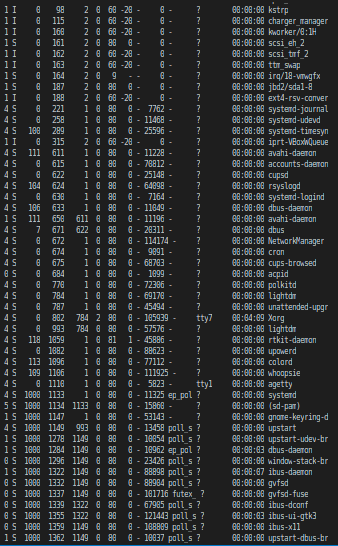 1 I 0 98 2 0 60 -20 - 0 - ? 00:00:00 kstrp
1 I 0 115 2 0 60 -20 - 0 - ? 00:00:00 charger_manager
1 I 0 160 2 0 60 -20 - 0 - ? 00:00:00 kworker/0:1H
1 S 0 161 2 0 80 0 - 0 - ? 00:00:00 scsi_eh_2
1 I 0 162 2 0 60 -20 - 0 - ? 00:00:00 scsi_tmf_2
1 I 0 163 2 0 60 -20 - 0 - ? 00:00:00 ttm_swap
1 S 0 164 2 0 9 - - 0 - ? 00:00:00 irq/18-vmwgfx
1 S 0 187 2 0 80 0 - 0 - ? 00:00:00 jbd2/sda1-8
1 I 0 188 2 0 60 -20 - 0 - ? 00:00:00 ext4-rsv-conver
4 S 0 221 1 0 80 0 - 7762 - ? 00:00:00 systemd-journal
4 S 0 258 1 0 80 0 - 11468 - ? 00:00:00 systemd-udevd
4 S 100 289 1 0 80 0 - 25596 - ? 00:00:00 systemd-timesyn
1 I 0 315 2 0 60 -20 - 0 - ? 00:00:00 iprt-VBoxWQueue
4 S 111 611 1 0 80 0 - 11228 - ? 00:00:00 avahi-daemon
4 S 0 615 1 0 80 0 - 70812 - ? 00:00:00 accounts-daemon
4 S 0 622 1 0 80 0 - 25148 - ? 00:00:00 cupsd
4 S 104 624 1 0 80 0 - 64098 - ? 00:00:00 rsyslogd
4 S 0 630 1 0 80 0 - 7164 - ? 00:00:00 systemd-logind
4 S 106 633 1 0 80 0 - 11049 - ? 00:00:00 dbus-daemon
1 S 111 650 611 0 80 0 - 11196 - ? 00:00:00 avahi-daemon
4 S 7 671 622 0 80 0 - 20311 - ? 00:00:00 dbus
4 S 0 672 1 0 80 0 - 114174 - ? 00:00:00 NetworkManager
4 S 0 674 1 0 80 0 - 9091 - ? 00:00:00 cron
4 S 0 675 1 0 80 0 - 68703 - ? 00:00:00 cups-browsed
0 S 0 684 1 0 80 0 - 1099 - ? 00:00:00 acpid
4 S 0 770 1 0 80 0 - 72306 - ? 00:00:00 polkitd
4 S 0 784 1 0 80 0 - 69170 - ? 00:00:00 lightdm
4 S 0 787 1 0 80 0 - 45494 - ? 00:00:00 unattended-upgr
4 S 0 802 784 2 80 0 - 105939 - tty7 00:04:09 Xorg
4 S 0 993 784 0 80 0 - 57576 - ? 00:00:00 lightdm
4 S 118 1059 1 0 81 1 - 45886 - ? 00:00:00 rtkit-daemon
4 S 0 1082 1 0 80 0 - 88623 - ? 00:00:00 upowerd
4 S 113 1096 1 0 80 0 - 77112 - ? 00:00:00 colord
4 S 109 1106 1 0 80 0 - 111925 - ? 00:00:00 whoopsie
4 S 0 1110 1 0 80 0 - 5823 - tty1 00:00:00 agetty
4 S 1000 1133 1 0 80 0 - 11325 ep_pol ? 00:00:00 systemd
5 S 1000 1134 1133 0 80 0 - 15860 - ? 00:00:00 (sd-pam)
1 S 1000 1147 1 0 80 0 - 53143 - ? 00:00:00 gnome-keyring-d
4 S 1000 1149 993 0 80 0 - 13458 poll_s ? 00:00:00 upstart
1 S 1000 1270 1149 0 80 0 - 10054 poll_s ? 00:00:00 upstart-udev-br
1 S 1000 1284 1149 0 80 0 - 10962 ep_pol ? 00:00:03 dbus-daemon
0 S 1000 1296 1149 0 80 0 - 23426 poll_s ? 00:00:00 window-stack-br
1 S 1000 1322 1149 0 80 0 - 88898 poll_s ? 00:00:07 ibus-daemon
0 S 1000 1332 1149 0 80 0 - 88984 poll_s ? 00:00:00 gvfsd
0 S 1000 1337 1149 0 80 0 - 101716 futex_ ? 00:00:00 gvfsd-fuse
0 S 1000 1339 1322 0 80 0 - 67985 poll_s ? 00:00:00 ibus-dconf
0 S 1000 1355 1322 0 80 0 - 121443 poll_s ? 00:00:03 ibus-ui-gtk3
0 S 1000 1359 1149 0 80 0 - 108809 poll_s ? 00:00:00 ibus-x11
1 S 1000 1362 1149 0 80 0 - 10037 poll_s ? 00:00:00 upstart-dbus-br